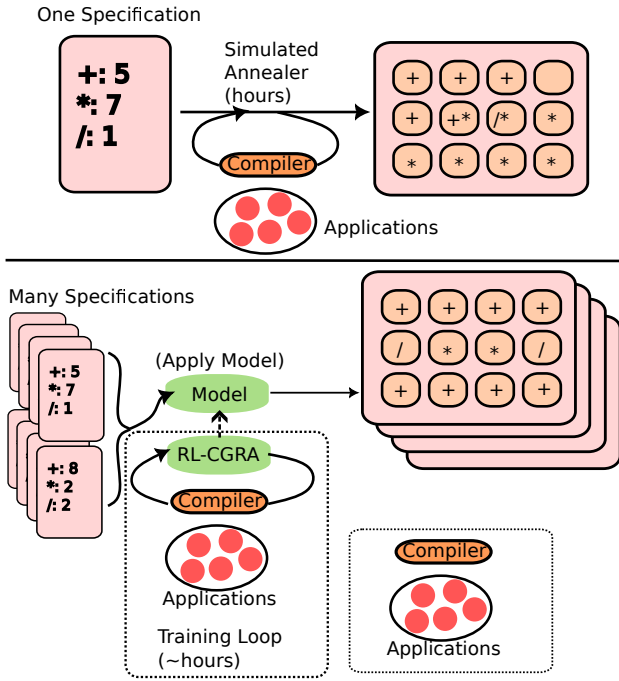 One Specification
+: 5
*: 7
/: 1
Simulated
Annealer
(hours)
Compiler
Applications
+ + + 
+ +* /* *
* * * *
Many Specifications
+: 5
*: 7
/: 1
+: 8
*: 2
/: 2
(Apply Model)
Model
RL-CGRA
Compiler
Applications
Training Loop
(~hours)
+ + + +
/ * * /
+ + + +
Compiler
Applications